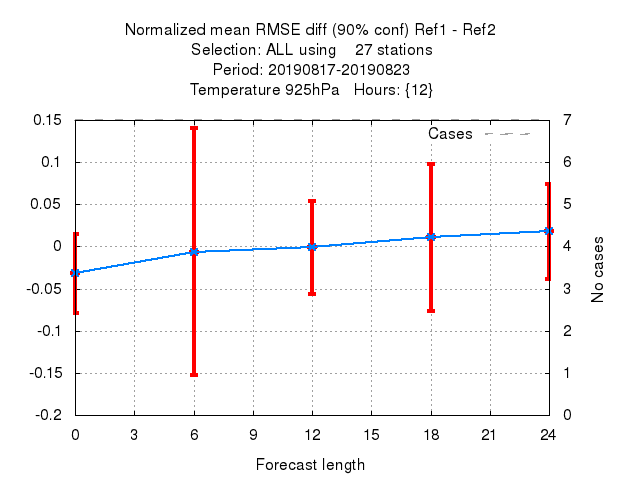 Normalized mean RMSE diff (90% conf) Ref1 - Ref2
Selection: ALL using    27 stations
Period: 20190817-20190823
Temperature 925hPa   Hours: {12}
Cases
0.15
0.1
0.05
0
-0.05
-0.1
-0.15
-0.2
7
6
5
4
3
2
1
0
No cases
0 3 6 9 12 15 18 21 24
Forecast length